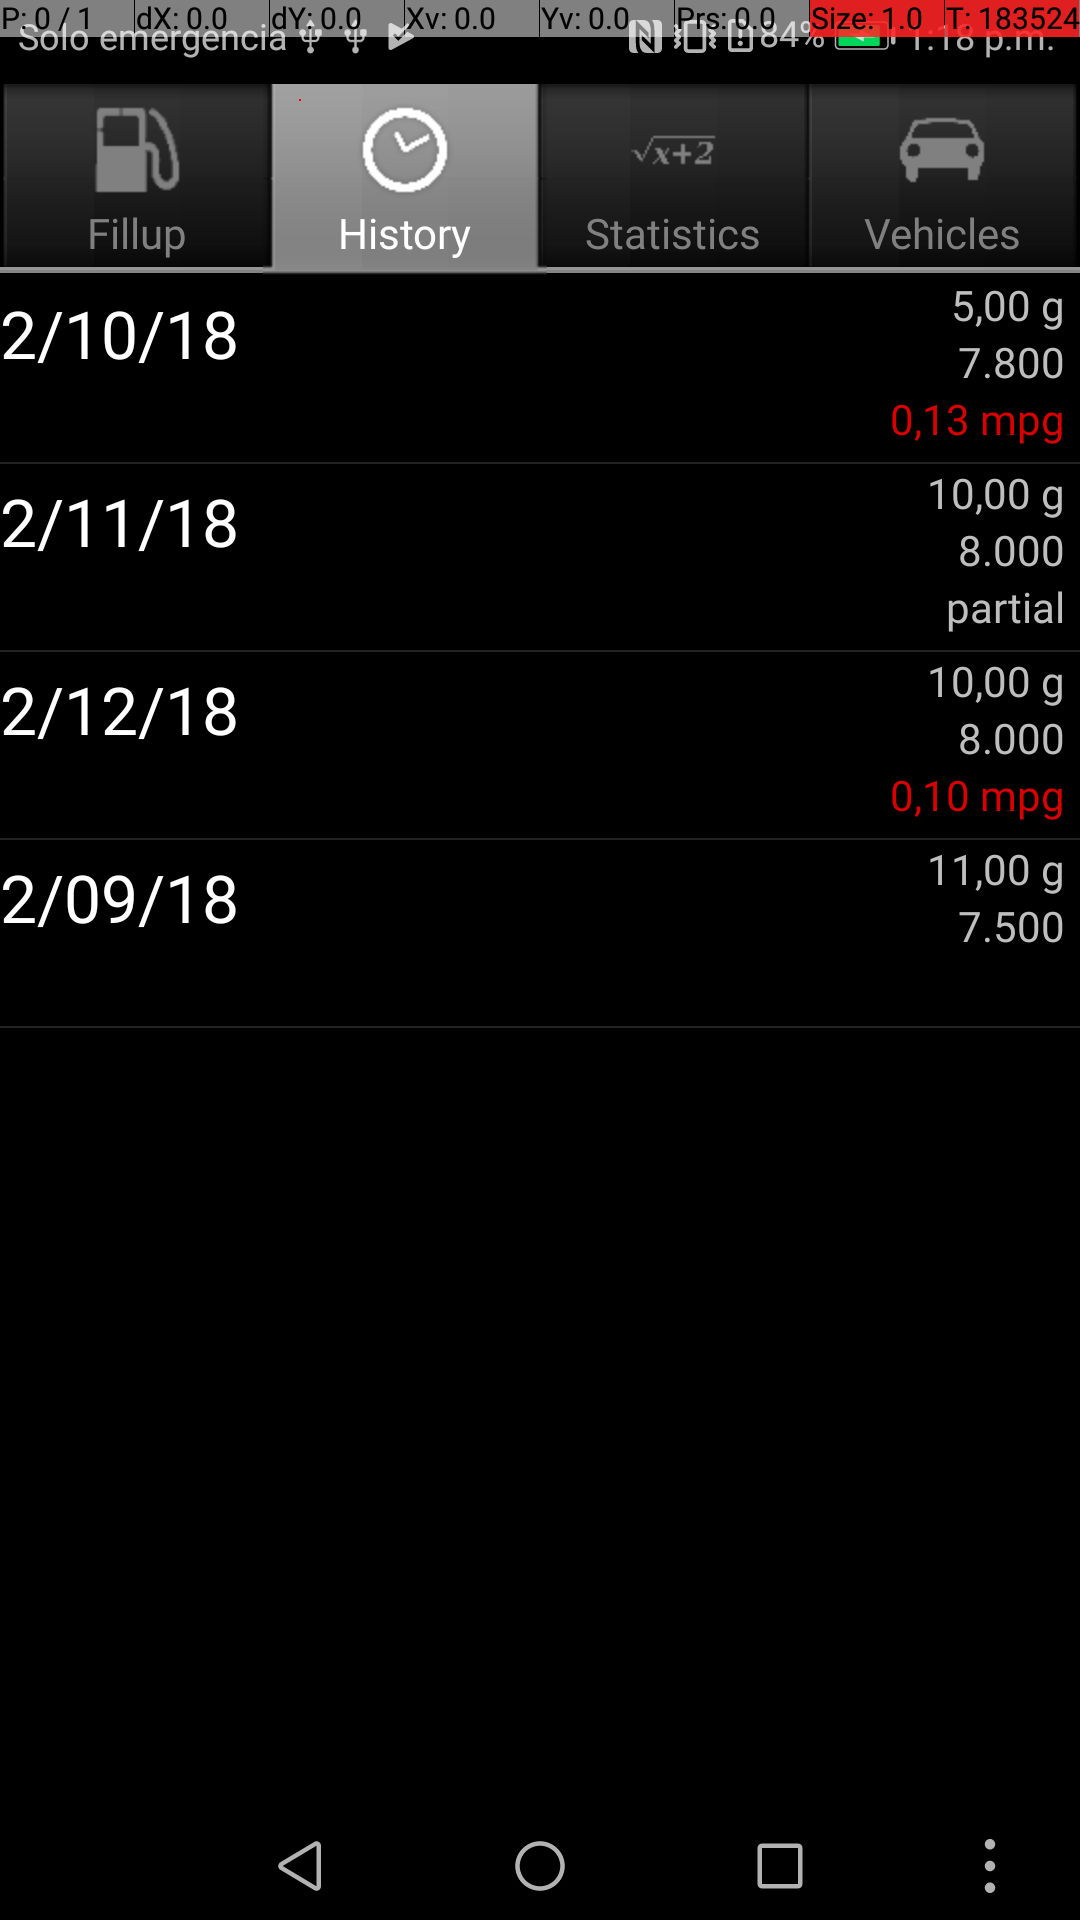 P: 0 / 1 dX: 0.0 dY: 0.0 Xv: 0.0 Yv: 0.0 Prs: 0.0 Size: 1.0 T: 183524
Solo emergencia 84% 1:18 p.m.
Fillup History √x+2 Statistics Vehicles
2/10/18
5,00 g
7.800
0,13 mpg
2/11/18
10,00 g
8.000
partial
2/12/18
10,00 g
8.000
0,10 mpg
2/09/18
11,00 g
7.500